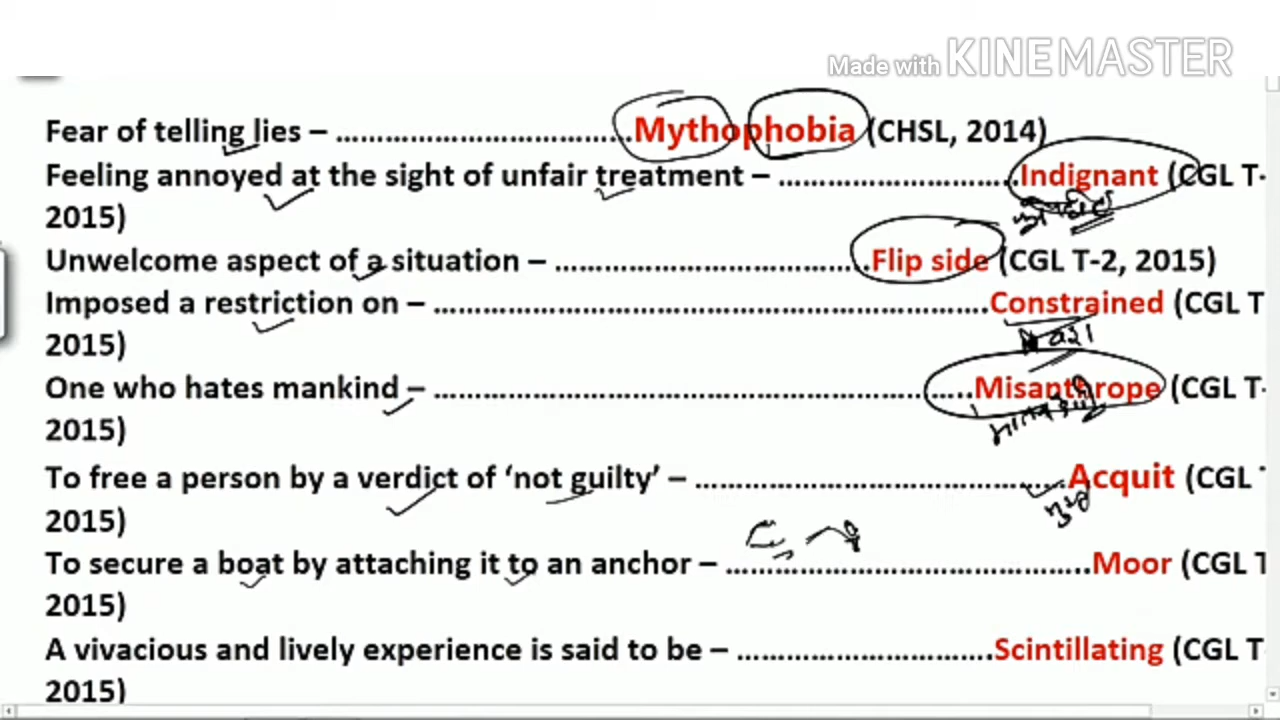 Made with KINEMASTER
Fear of telling lies – ……………………………Mythophobia (CHSL, 2014)
Feeling annoyed at the sight of unfair treatment – ………………………Indignant (CGL T-
2015)
Unwelcome aspect of a situation – ………………………………Flip side (CGL T-2, 2015)
Imposed a restriction on – ……………………………………………………Constrained (CGL T
2015)
One who hates mankind – ……………………………………………………Misanthrope (CGL T-
2015)
To free a person by a verdict of ‘not guilty’ – …………………………………Acquit (CGL T
2015)
To secure a boat by attaching it to an anchor – …………………………………Moor (CGL T
2015)
A vivacious and lively experience is said to be – ………………………Scintillating (CGL T-
2015)